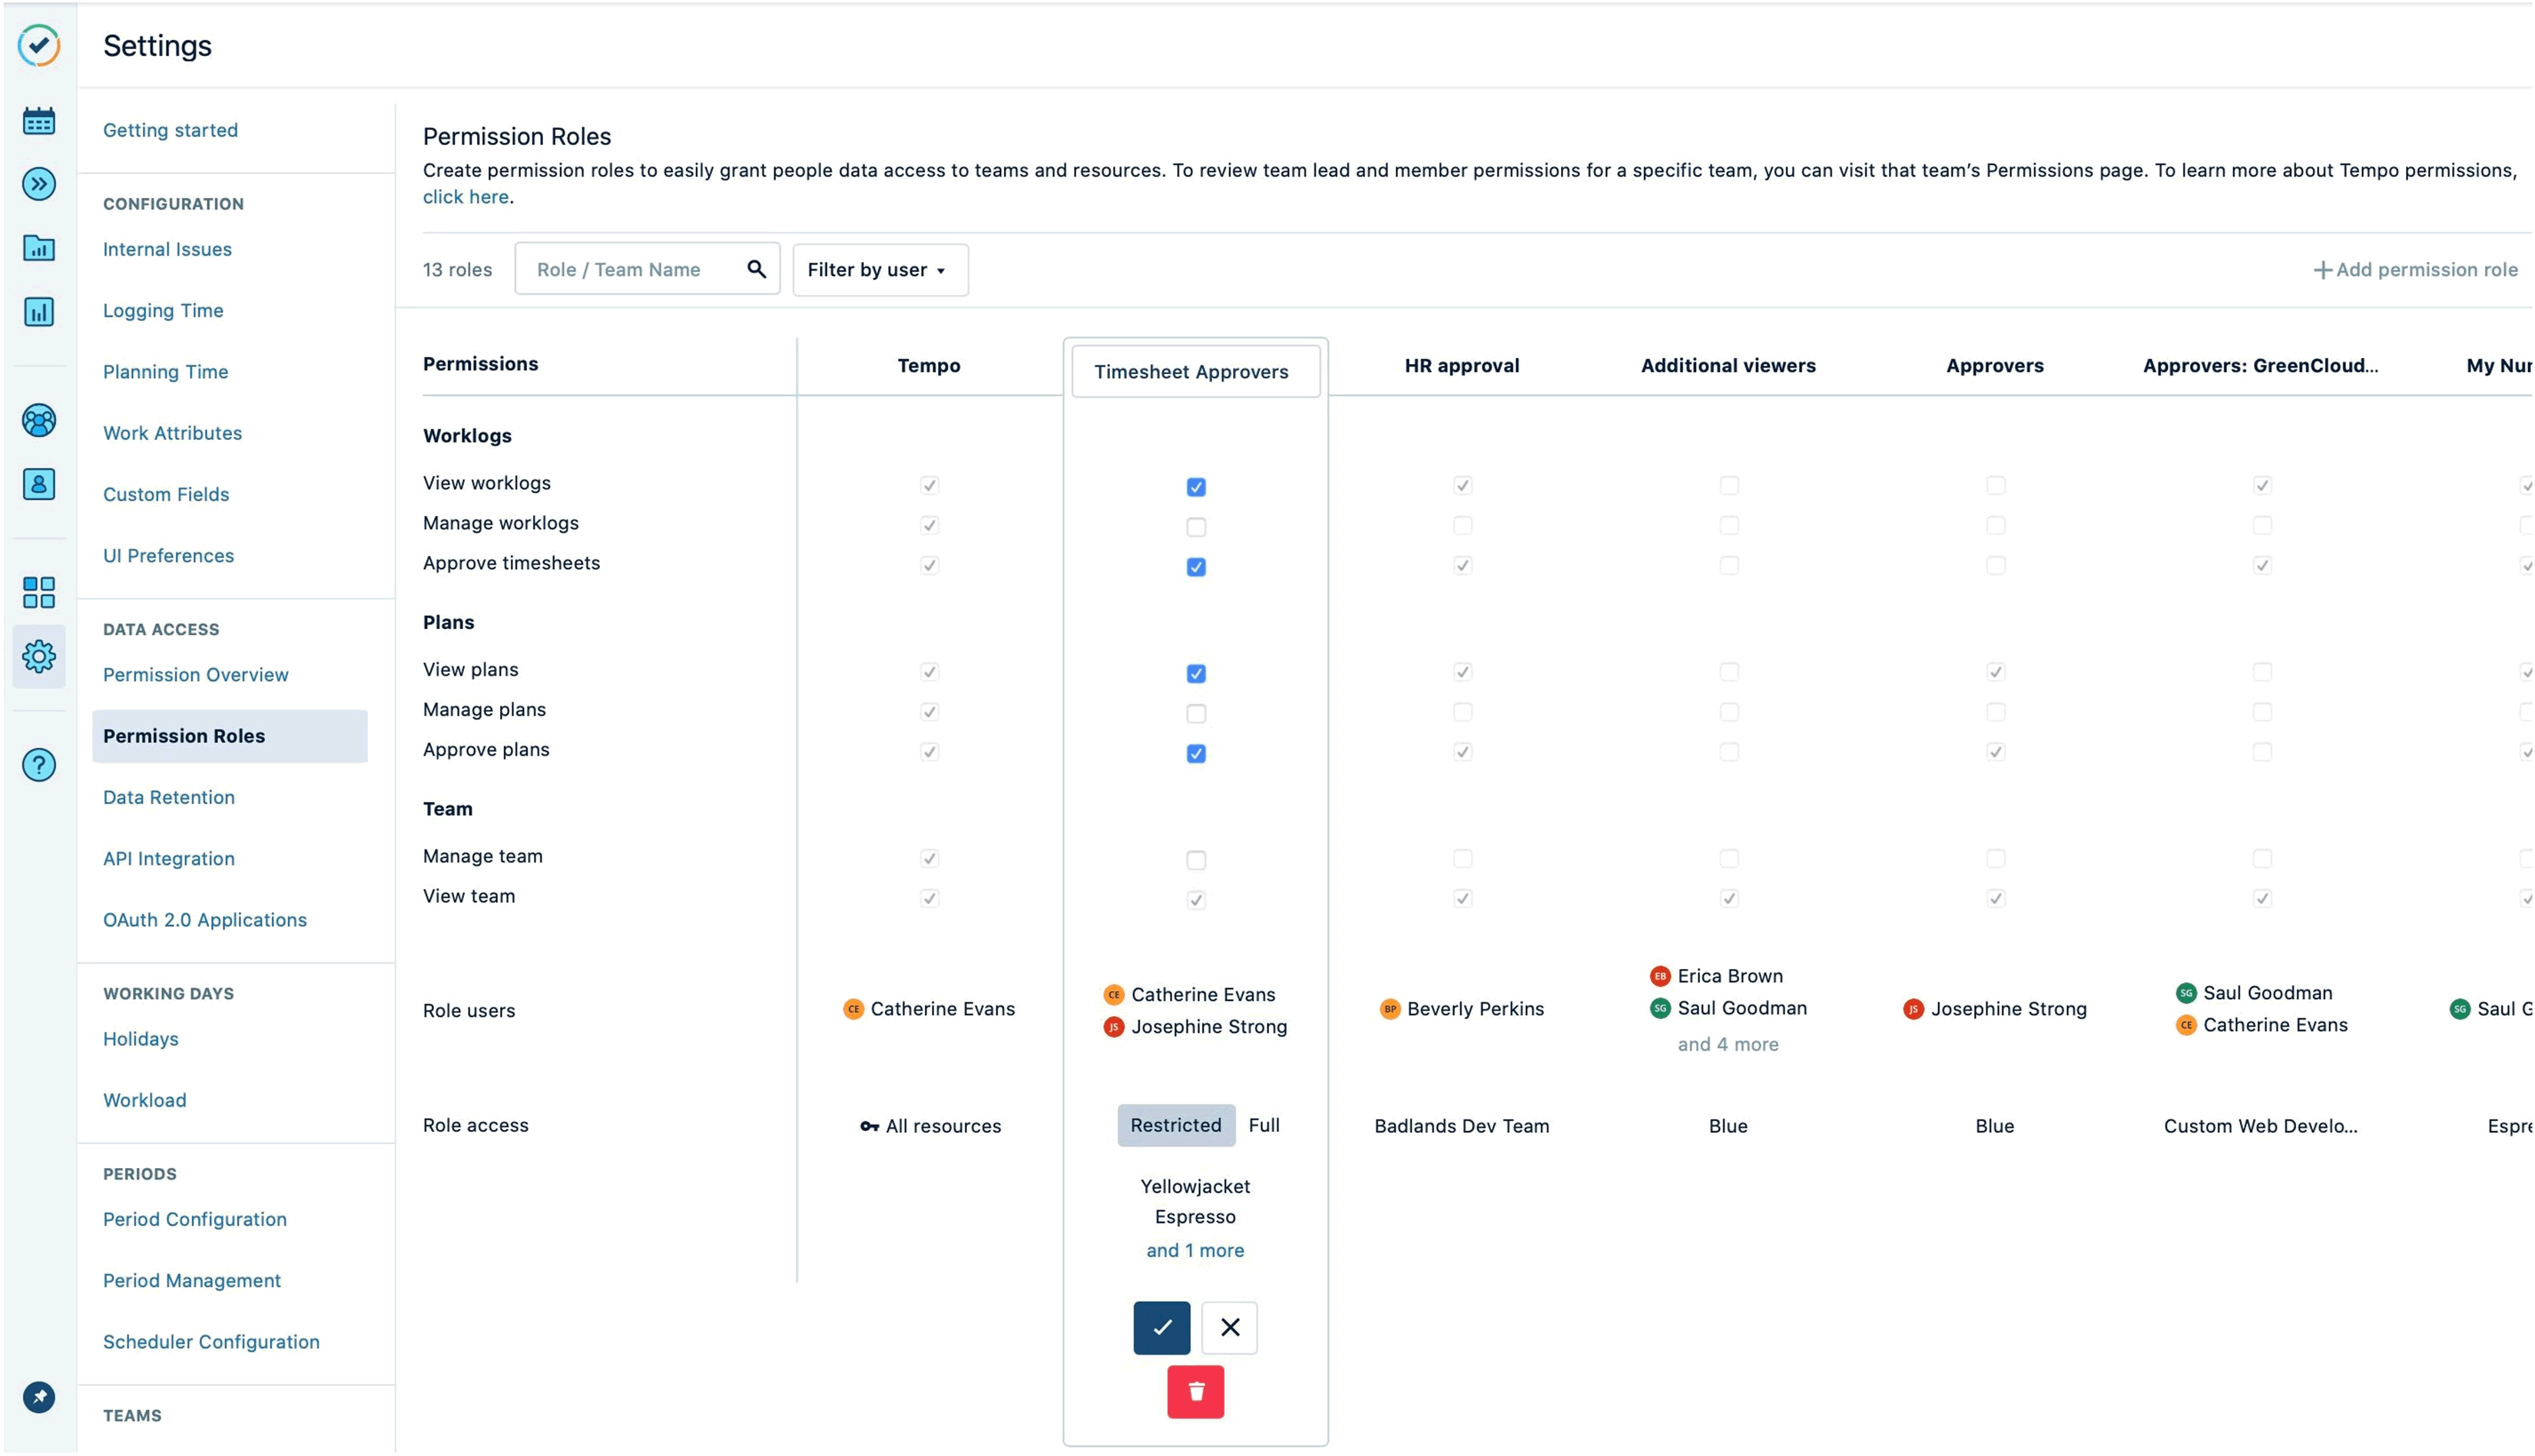 Settings
Getting started
CONFIGURATION
Internal Issues
Logging Time
Planning Time
Work Attributes
Custom Fields
UI Preferences
DATA ACCESS
Permission Overview
Permission Roles
Data Retention
API Integration
OAuth 2.0 Applications
WORKING DAYS
Holidays
Workload
PERIODS
Period Configuration
Period Management
Scheduler Configuration
TEAMS
Permission Roles
Create permission roles to easily grant people data access to teams and resources. To review team lead and member permissions for a specific team, you can visit that team’s Permissions page. To learn more about Tempo permissions,
click here.
13 roles Role / Team Name Filter by user Add permission role
Permissions Tempo Timesheet Approvers HR approval Additional viewers Approvers Approvers: GreenCloud... My Nur
Worklogs
View worklogs
Manage worklogs
Approve timesheets
Plans
View plans
Manage plans
Approve plans
Team
Manage team
View team
Role users
CE Catherine Evans
CE Catherine Evans
JS Josephine Strong
BP Beverly Perkins
EB Erica Brown
SG Saul Goodman
and 4 more
JS Josephine Strong
SG Saul Goodman
CE Catherine Evans
SG Saul G
Role access All resources Restricted Full Badlands Dev Team Blue Blue Custom Web Develo... Espre
Yellowjacket
Espresso
and 1 more